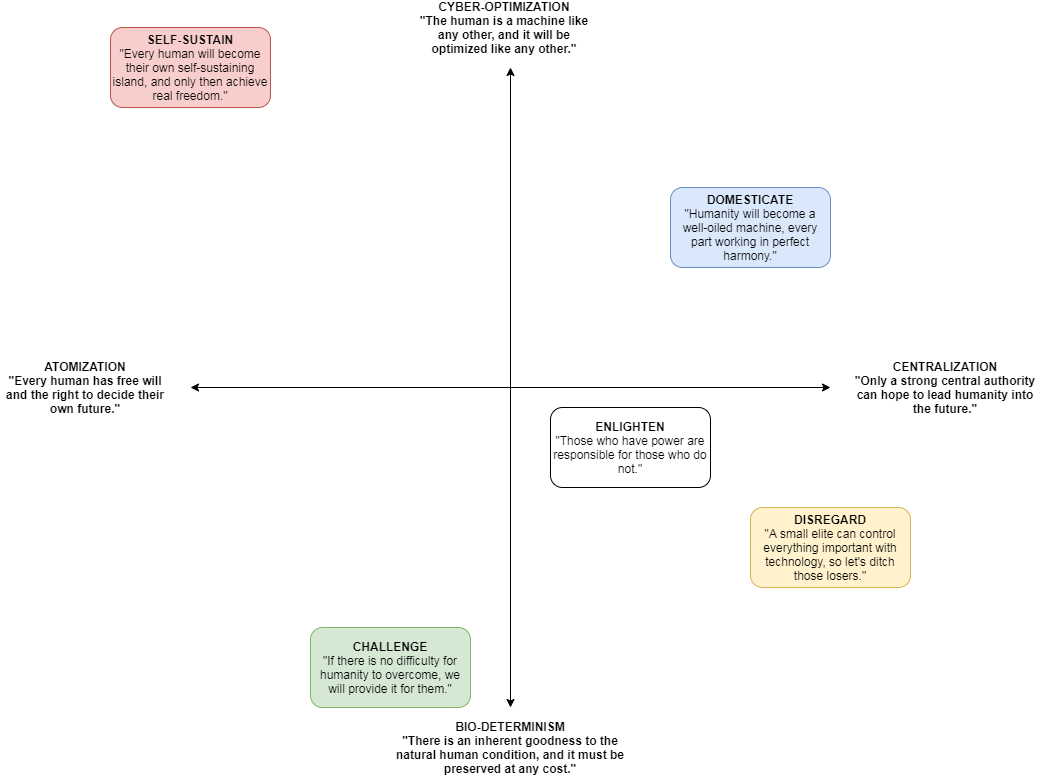 CYBER-OPTIMIZATION
"The human is a machine like
any other, and it will be
optimized like any other."
SELF-SUSTAIN
"Every human will become
their own self-sustaining
island, and only then achieve
real freedom."
DOMESTICATE
"Humanity will become a
well-oiled machine, every
part working in perfect
harmony."
ATOMIZATION
"Every human has free will
and the right to decide their
own future."
CENTRALIZATION
"Only a strong central authority
can hope to lead humanity into
the future."
ENLIGHTEN
"Those who have power are
responsible for those who do
not."
DISREGARD
"A small elite can control
everything important with
technology, so let's ditch
those losers."
CHALLENGE
"If there is no difficulty for
humanity to overcome, we
will provide it for them."
BIO-DETERMINISM
"There is an inherent goodness to the
natural human condition, and it must be
preserved at any cost."